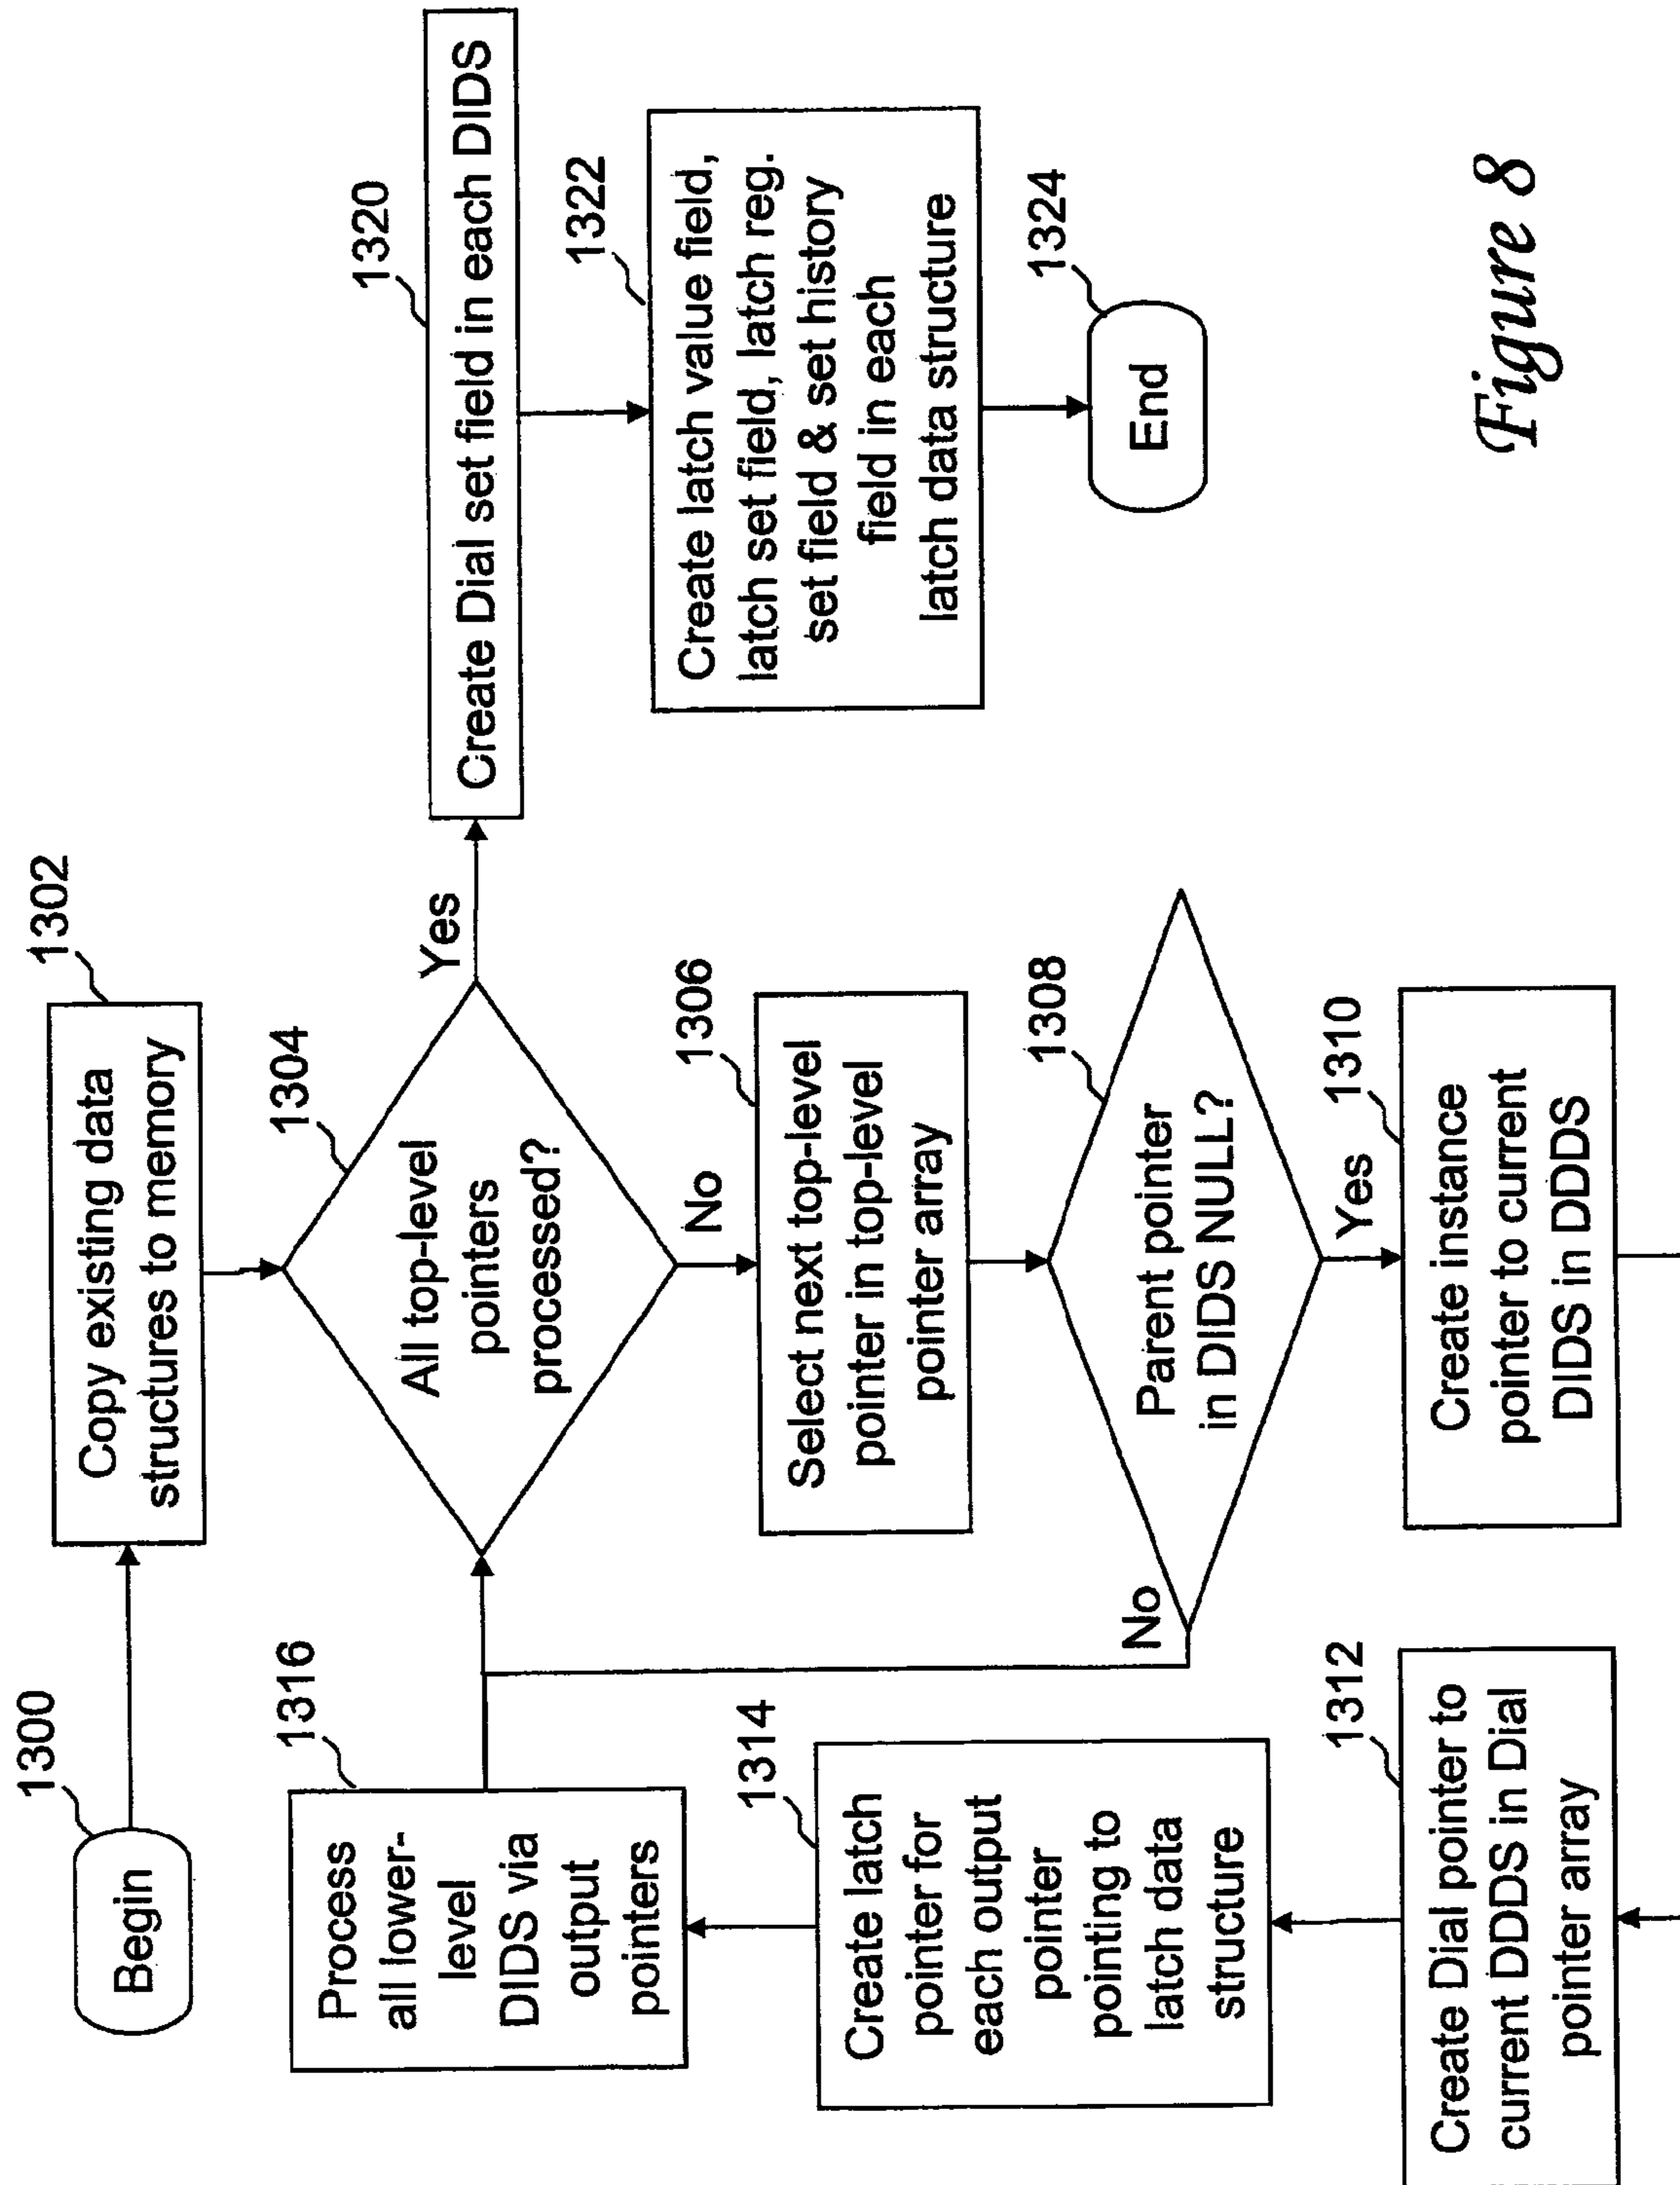 1300
Begin
1302
Copy existing data
structures to memory
1304
All top-level
pointers
processed?
Yes
No
1306
Select next top-level
pointer in top-level
pointer array
1308
Parent pointer
in DIDS NULL?
No
Yes
1310
Create instance
pointer to current
DIDS in DDDS
1312
Create Dial pointer to
current DDDS in Dial
pointer array
1314
Create latch
pointer for
each output
pointer
pointing to
latch data
structure
1316
Process
all lower-
level
DIDS via
output
pointers
1320
Create Dial set field in each DIDS
1322
Create latch value field,
latch set field, latch reg.
set field & set history
field in each
latch data structure
1324
End
Figure 8